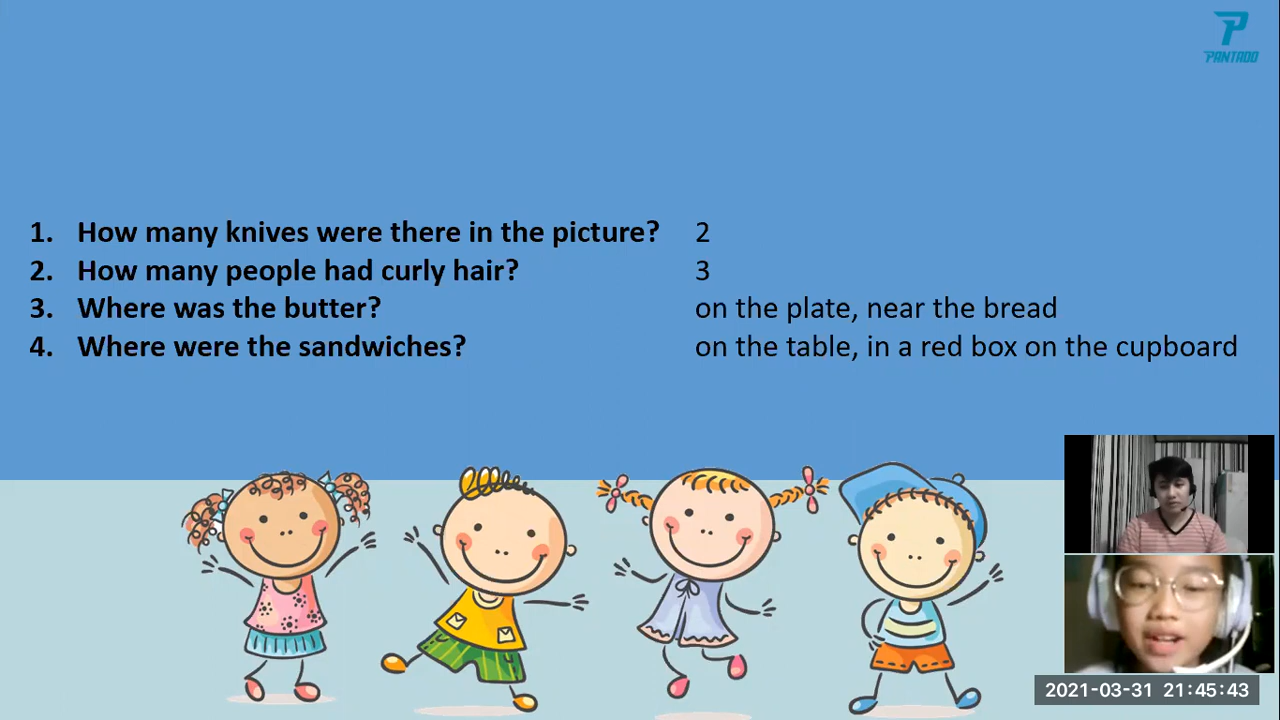 PANTADO
1. How many knives were there in the picture? 2
2. How many people had curly hair? 3
3. Where was the butter? on the plate, near the bread
4. Where were the sandwiches? on the table, in a red box on the cupboard
2021-03-31 21:45:43